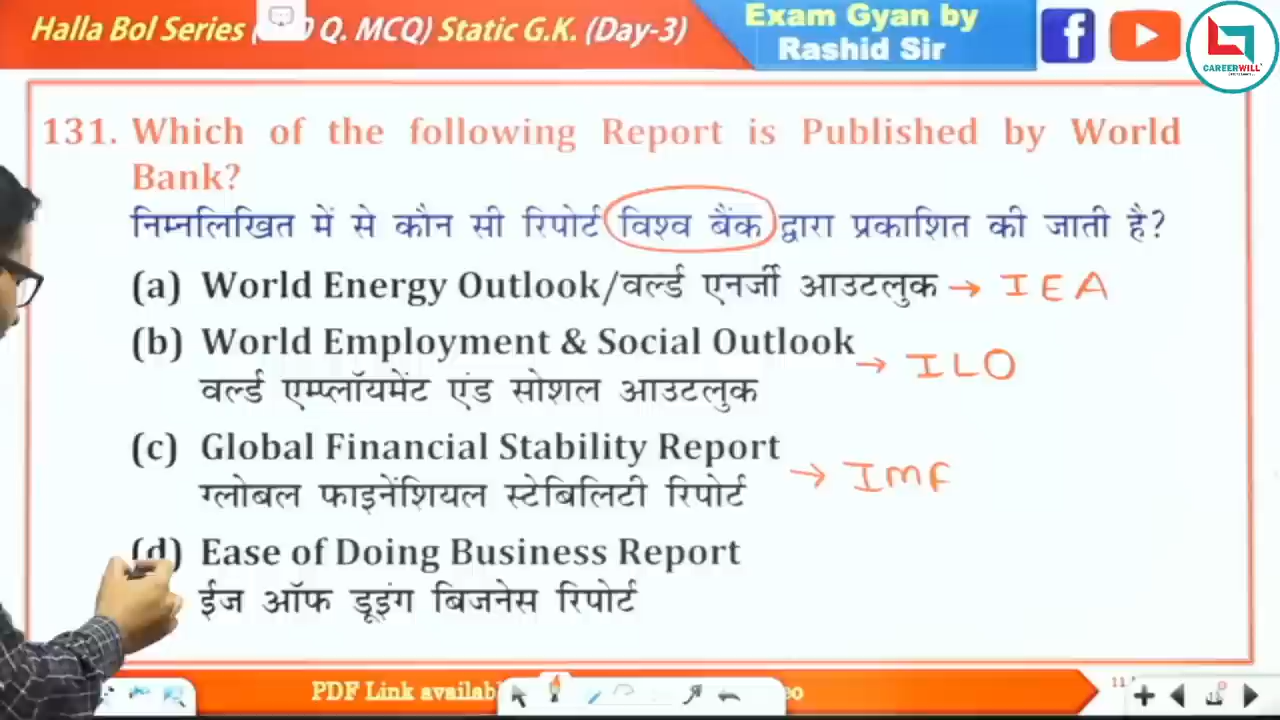 Halla Bol Series Q. MCQ) Static G.K. (Day-3)
Exam Gyan by
Rashid Sir
CAREERWILL
131. Which of the following Report is Published by World
Bank?
निम्नलिखित में से कौन सी रिपोर्ट विश्व बैंक द्वारा प्रकाशित की जाती है?
(a) World Energy Outlook/वर्ल्ड एनर्जी आउटलुक → IEA
(b) World Employment & Social Outlook
वर्ल्ड एम्प्लॉयमेंट एंड सोशल आउटलुक → ILO
(c) Global Financial Stability Report
ग्लोबल फाइनेंशियल स्टेबिलिटी रिपोर्ट → IMF
(d) Ease of Doing Business Report
ईज ऑफ डूइंग बिजनेस रिपोर्ट
PDF Link